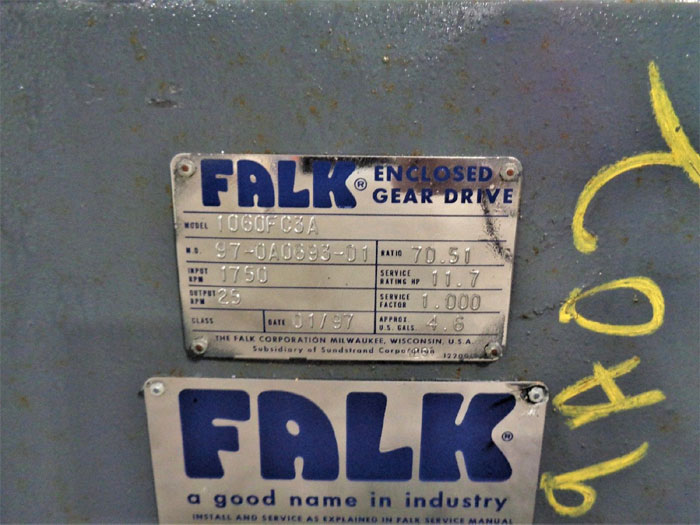 FALK® ENCLOSED GEAR DRIVE
MODEL 1060FC3A
M.O. 97-0A0693-01 RATIO 70.51
INPUT RPM 1750 SERVICE RATING HP 11.7
OUTPUT RPM 25 SERVICE FACTOR 1.000
CLASS DATE 01/97 APPROX U.S. GALS. 4.6
THE FALK CORPORATION MILWAUKEE, WISCONSIN, U.S.A.
Subsidiary of Sundstrand Corporation
FALK®
a good name in industry
INSTALL AND SERVICE AS EXPLAINED IN FALK SERVICE MANUAL